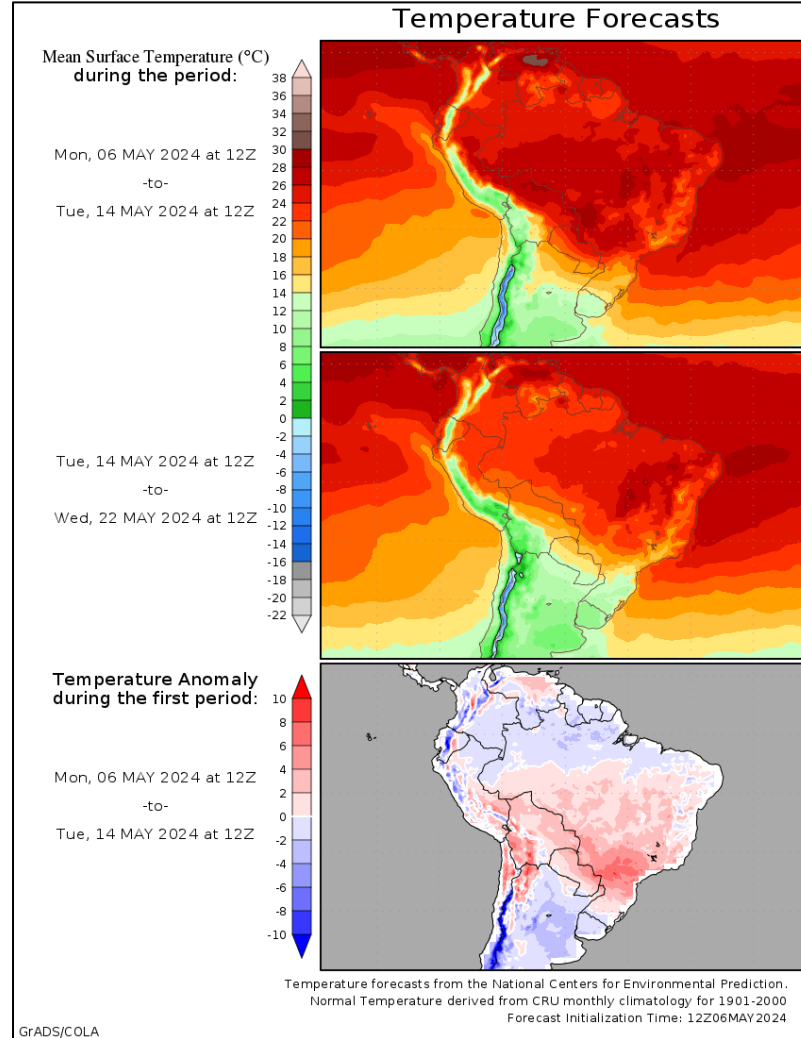 Temperature Forecasts
Mean Surface Temperature (°C)
during the period:
Mon, 06 MAY 2024 at 12Z
-to-
Tue, 14 MAY 2024 at 12Z
38
36
34
32
30
28
26
24
22
20
18
16
14
12
10
8
6
4
2
0
-2
-4
-6
-8
-10
-12
-14
-16
-18
-20
-22
Tue, 14 MAY 2024 at 12Z
-to-
Wed, 22 MAY 2024 at 12Z
Temperature Anomaly
during the first period:
Mon, 06 MAY 2024 at 12Z
-to-
Tue, 14 MAY 2024 at 12Z
10
8
6
4
2
0
-2
-4
-6
-8
-10
Temperature forecasts from the National Centers for Environmental Prediction.
Normal Temperature derived from CRU monthly climatology for 1901-2000
Forecast Initialization Time: 12Z06MAY2024
GrADS/COLA